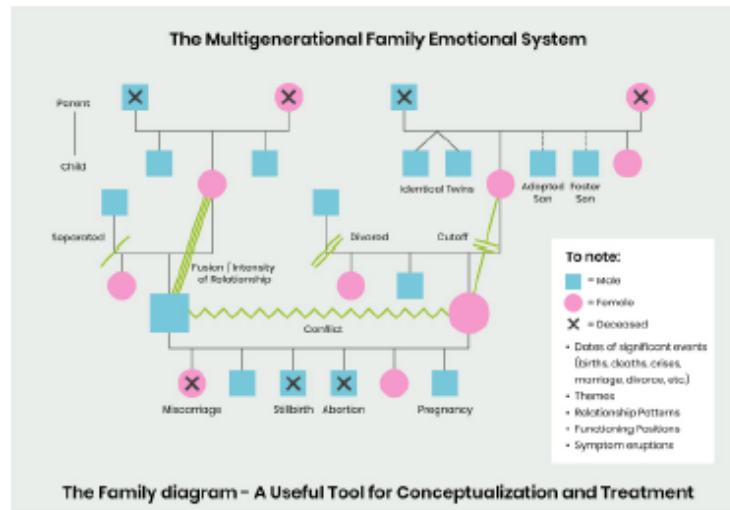 The Multigenerational Family Emotional System
Parent
Child
Identical Twins
Adopted
Son
Foster
Son
Separated
Divored
Cutoff
Fusion / Intensity
of Relationship
Conflict
Miscarriage
Stillbirth
Abortion
Pregnancy
To note:
= Male
= Female
= Deceased
• Dates of significant events
(births, deaths, crises,
marriage, divorce, etc.)
• Themes
• Relationship Patterns
• Functioning Positions
• Symptom eruptions
The Family diagram - A Useful Tool for Conceptualization and Treatment